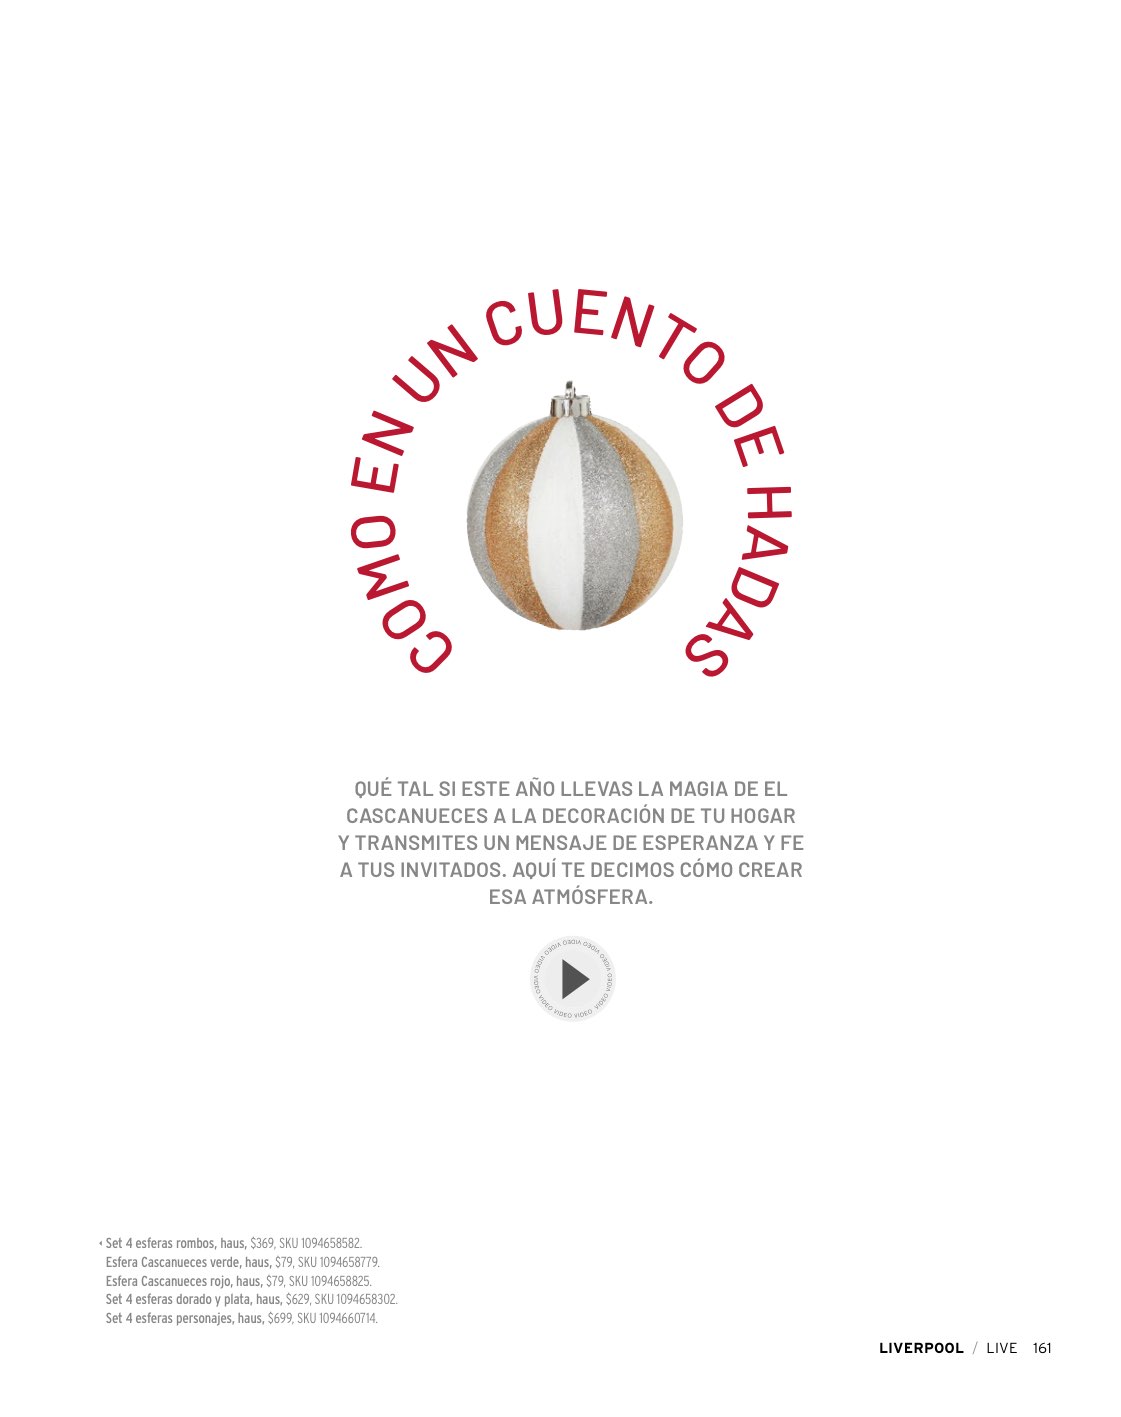 COMO EN UN CUENTO DE HADAS
QUÉ TAL SI ESTE AÑO LLEVAS LA MAGIA DE EL
CASCANUECES A LA DECORACIÓN DE TU HOGAR
Y TRANSMITES UN MENSAJE DE ESPERANZA Y FE
A TUS INVITADOS. AQUÍ TE DECIMOS CÓMO CREAR
ESA ATMÓSFERA.
VIDEO VIDEO VIDEO VIDEO VIDEO VIDEO VIDEO VIDEO VIDEO VIDEO
Set 4 esferas rombos, haus, $369, SKU 1094658582.
Esfera Cascanueces verde, haus, $79, SKU 1094658779.
Esfera Cascanueces rojo, haus, $79, SKU 1094658825.
Set 4 esferas dorado y plata, haus, $629, SKU 1094658302.
Set 4 esferas personajes, haus, $699, SKU 1094660714.
LIVERPOOL / LIVE 161